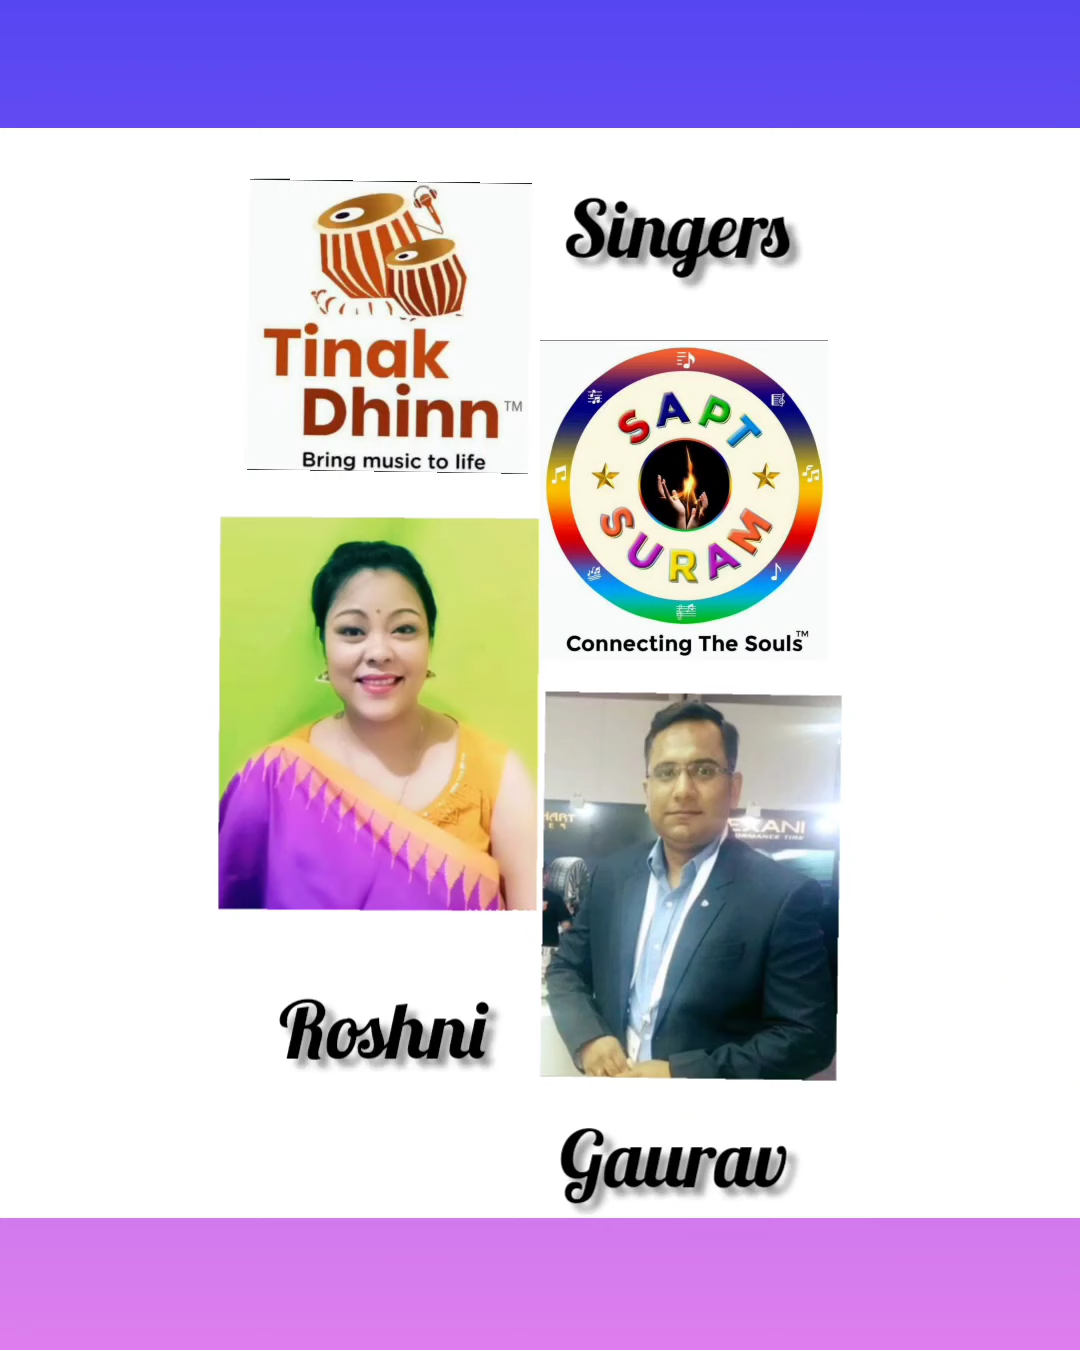 Singers
Tinak
Dhinn™
Bring music to life
SAPT
SURAM
Connecting The Souls™
Roshni
Gaurav